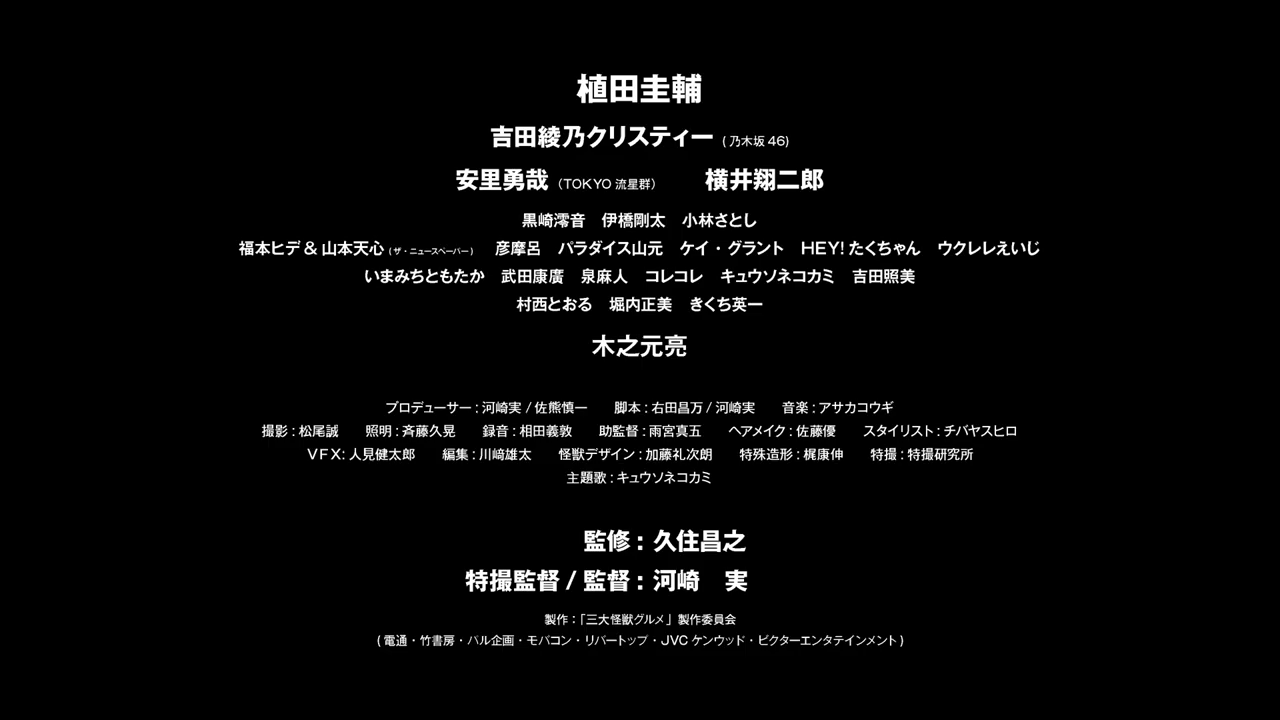 植田圭輔
吉田綾乃クリスティー (乃木坂46)
安里勇哉 (TOKYO流星群) 横井翔二郎
黒崎澪音 伊橋剛太 小林さとし
福本ヒデ & 山本天心 (ザ・ニュースペーパー) 彦摩呂 パラダイス山元 ケイ・グラント HEY!たくちゃん ウクレレえいじ
いまみちともたか 武田康廣 泉麻人 コレコレ キュウソネコカミ 吉田照美
村西とおる 堀内正美 きくち英一
木之元亮
プロデューサー:河崎実/佐熊慎一 脚本:右田昌万/河崎実 音楽:アサカコウギ
撮影:松尾誠 照明:斉藤久晃 録音:相田義敦 助監督:雨宮真五 ヘアメイク:佐藤優 スタイリスト:チバヤスヒロ
VFX:人見健太郎 編集:川﨑雄太 怪獣デザイン:加藤礼次朗 特殊造形:梶康伸 特撮:特撮研究所
主題歌:キュウソネコカミ
監修:久住昌之
特撮監督/監督:河崎 実
製作:「三大怪獣グルメ」製作委員会
(電通・竹書房・パル企画・モバコン・リバートップ・JVCケンウッド・ビクターエンタテインメント)